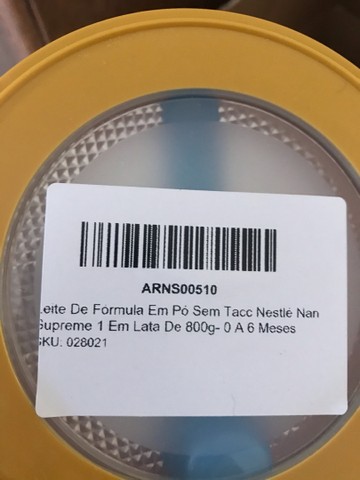 ARNS00510
Leite De Fórmula Em Pó Sem Tacc Nestlé Nan
Supreme 1 Em Lata De 800g- 0 A 6 Meses
SKU: 028021